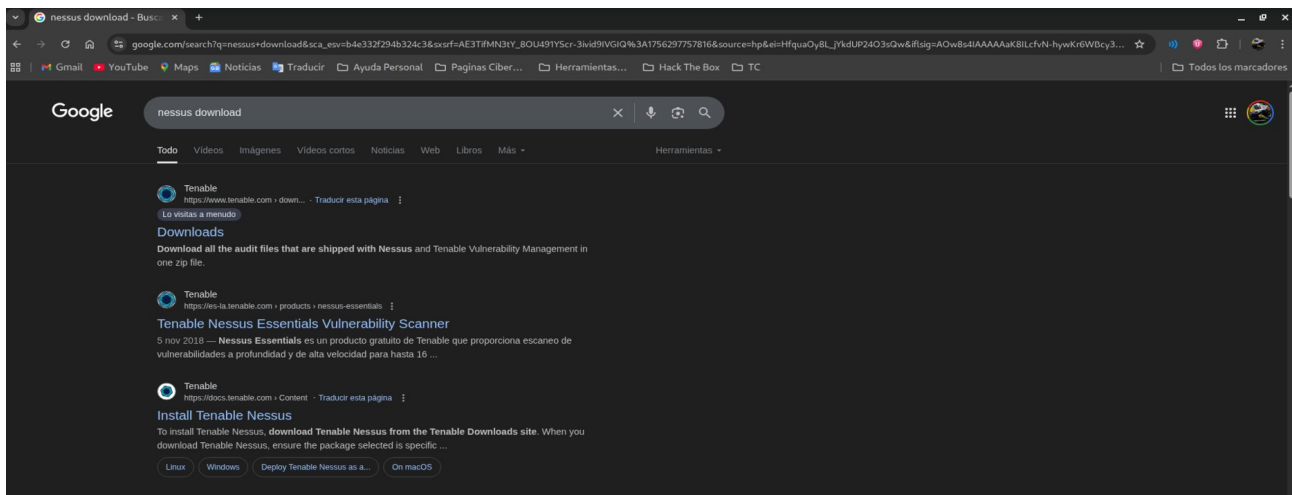 nessus download - Busc
google.com/search?q=nessus+download&sca_esv=b4e332f294b324c3&sxsrf=AE3TifMN3tY_8OU491YScr-3ivid9IVGIQ%3A1756297757816&source=hp&ei=HfquaOy8L_jYkdUP24O3sQw&iflsig=AOw8s4IAAAAAaK8ILcfvN-hywKr6WBcy3...
Gmail YouTube Maps Noticias Traducir Ayuda Personal Paginas Ciber... Herramientas... Hack The Box TC Todos los marcadores
Google nessus download
Todo Vídeos Imágenes Vídeos cortos Noticias Web Libros Más Herramientas
Tenable
https://www.tenable.com › down... · Traducir esta página
Lo visitas a menudo
Downloads
Download all the audit files that are shipped with Nessus and Tenable Vulnerability Management in
one zip file.
Tenable
https://es-la.tenable.com › products › nessus-essentials
Tenable Nessus Essentials Vulnerability Scanner
5 nov 2018 — Nessus Essentials es un producto gratuito de Tenable que proporciona escaneo de
vulnerabilidades a profundidad y de alta velocidad para hasta 16 ...
Tenable
https://docs.tenable.com › Content · Traducir esta página
Install Tenable Nessus
To install Tenable Nessus, download Tenable Nessus from the Tenable Downloads site. When you
download Tenable Nessus, ensure the package selected is specific ...
Linux Windows Deploy Tenable Nessus as a... On macOS